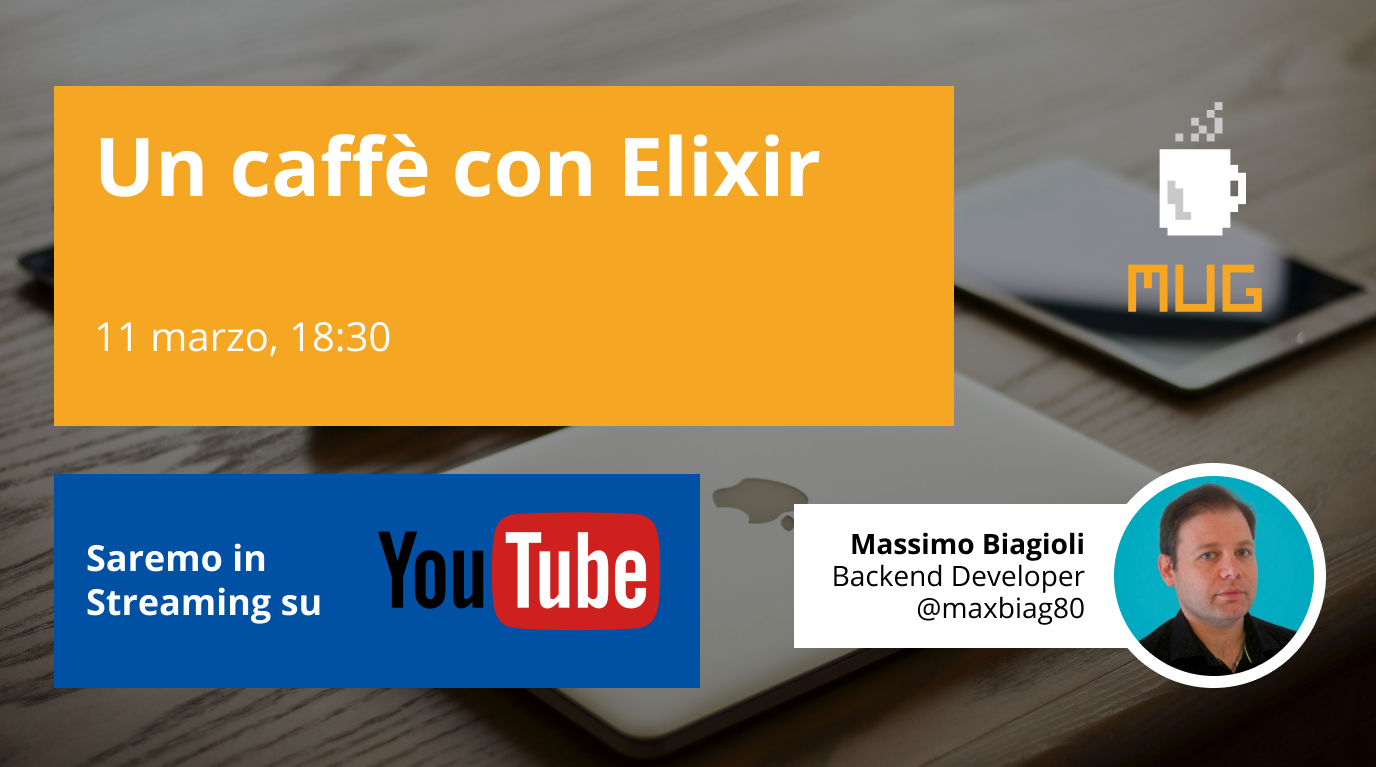 Un caffè con Elixir
11 marzo, 18:30
MUG
Saremo in
Streaming su
YouTube
Massimo Biagioli
Backend Developer
@maxbiag80